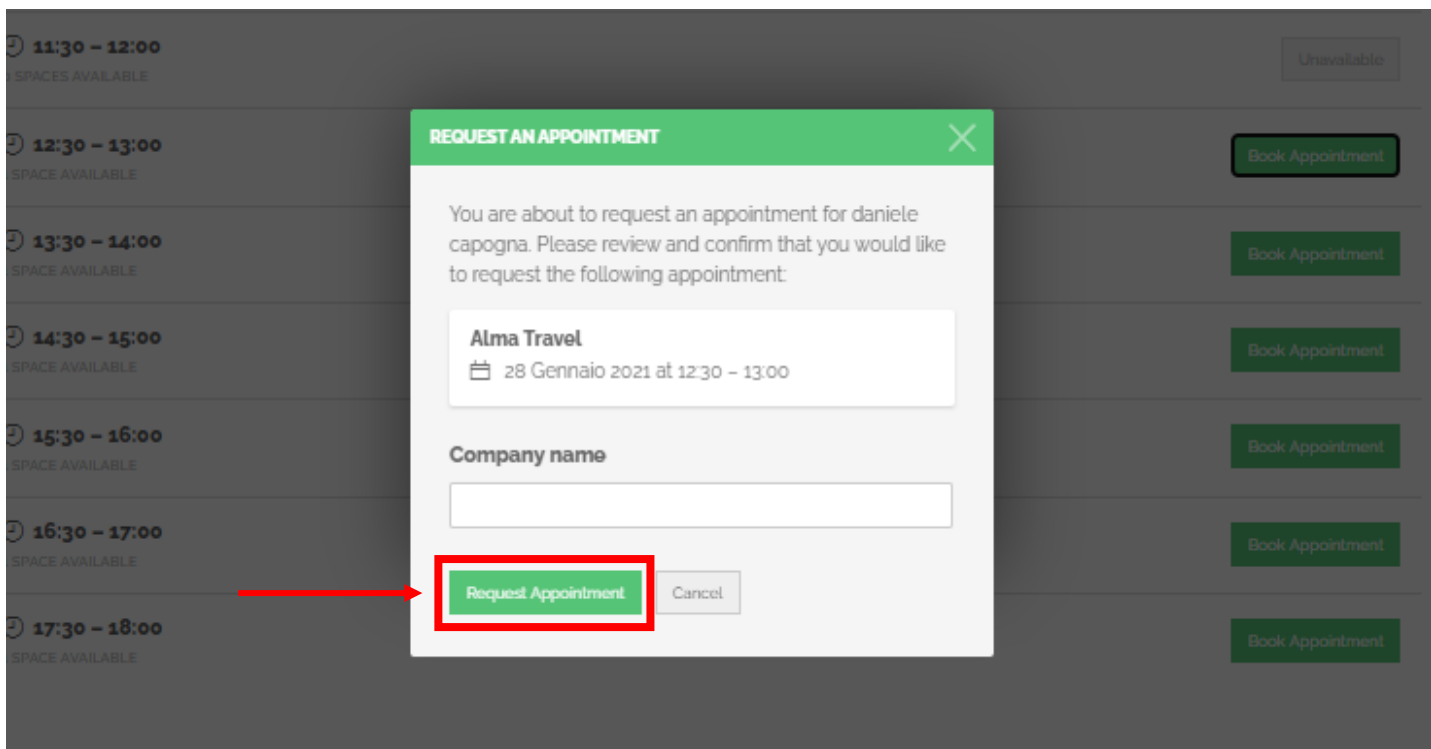 11:30 – 12:00
SPACES AVAILABLE
Unavailable
12:30 – 13:00
SPACE AVAILABLE
Book Appointment
13:30 – 14:00
SPACE AVAILABLE
Book Appointment
14:30 – 15:00
SPACE AVAILABLE
Book Appointment
15:30 – 16:00
SPACE AVAILABLE
Book Appointment
16:30 – 17:00
SPACE AVAILABLE
Book Appointment
17:30 – 18:00
SPACE AVAILABLE
Book Appointment
REQUEST AN APPOINTMENT
You are about to request an appointment for daniele
capogna. Please review and confirm that you would like
to request the following appointment:
Alma Travel
28 Gennaio 2021 at 12:30 – 13:00
Company name
Request Appointment
Cancel